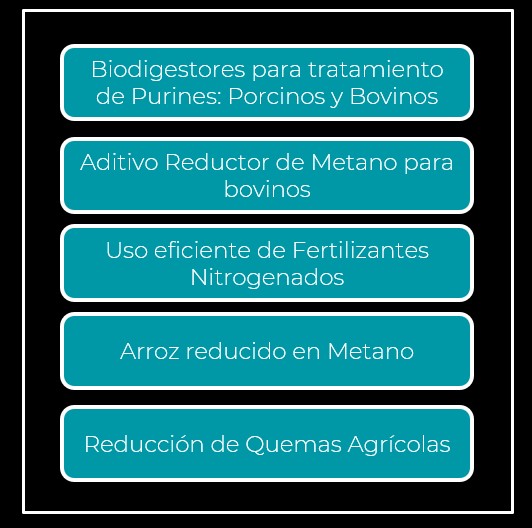 Biodigestores para tratamiento
de Purines: Porcinos y Bovinos
Aditivo Reductor de Metano para
bovinos
Uso eficiente de Fertilizantes
Nitrogenados
Arroz reducido en Metano
Reducción de Quemas Agrícolas